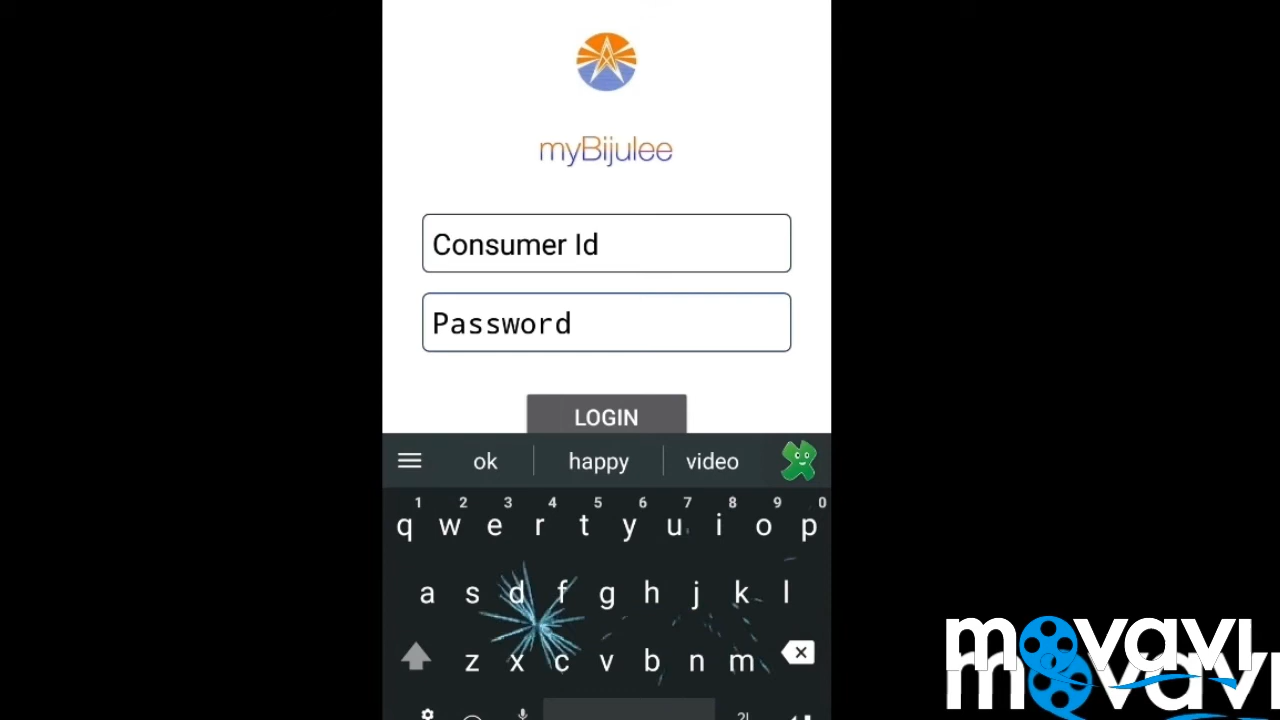 myBijulee
Consumer Id
Password
LOGIN
ok happy video
1 2 3 4 5 6 7 8 9 0
q w e r t y u i o p
a s d f g h j k l
z x c v b n m
movavi
movavi